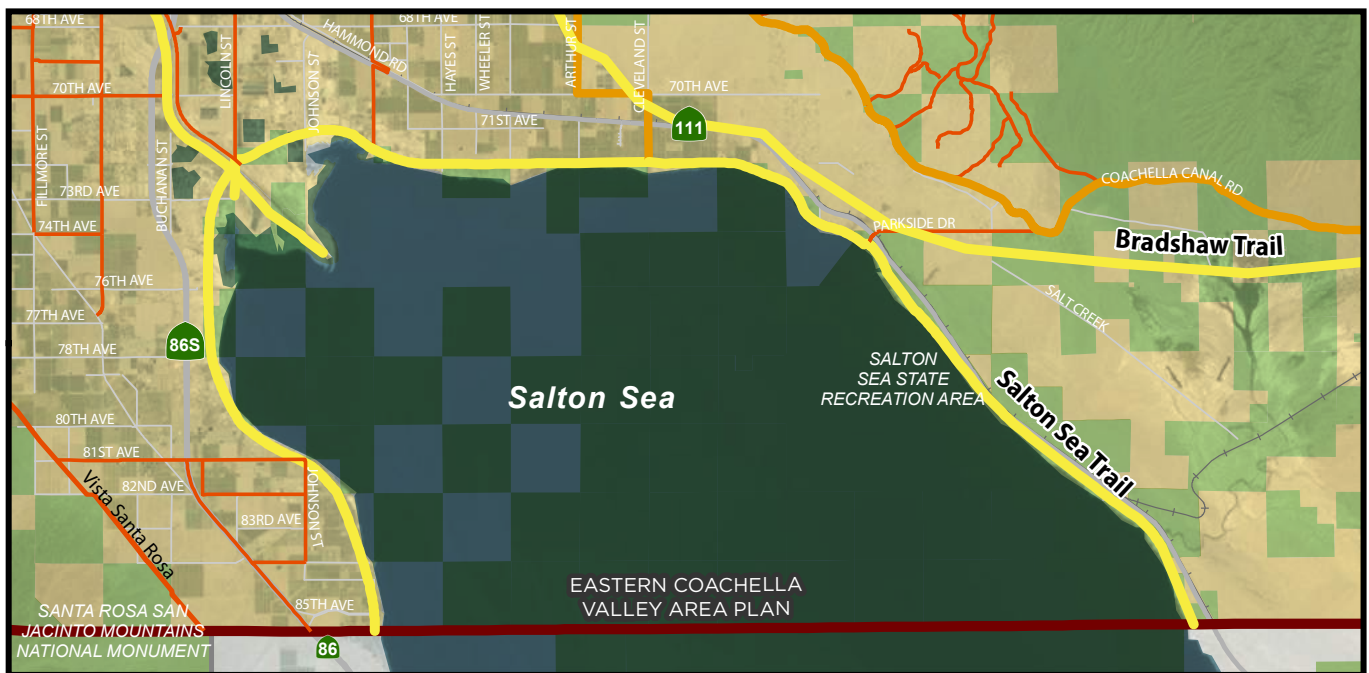 68TH AVE
LINCOLN ST
JOHNSON ST
HAMMOND RD
68TH AVE
HAYES ST
WHEELER ST
ARTHUR ST
CLEVELAND ST
70TH AVE
70TH AVE
71ST AVE
111
FILLMORE ST
BUCHANAN ST
73RD AVE
74TH AVE
COACHELLA CANAL RD
PARKSIDE DR
Bradshaw Trail
76TH AVE
77TH AVE
78TH AVE
86S
SALT CREEK
SALTON
SEA STATE
RECREATION AREA
Salton Sea
Salton Sea Trail
80TH AVE
81ST AVE
82ND AVE
83RD AVE
JOHNSON ST
Vista Santa Rosa
85TH AVE
EASTERN COACHELLA
VALLEY AREA PLAN
SANTA ROSA SAN
JACINTO MOUNTAINS
NATIONAL MONUMENT
86